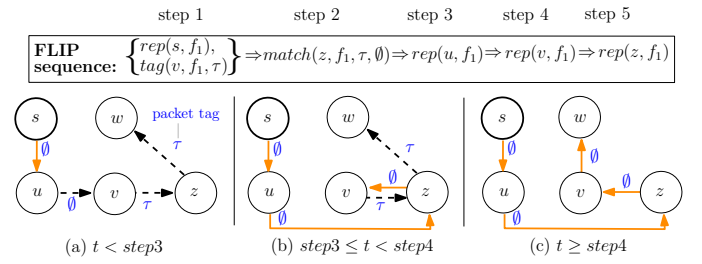 step 1 step 2 step 3 step 4 step 5
FLIP sequence: {rep(s, f₁), tag(v, f₁, τ)} ⇒match(z, f₁, τ, ∅)⇒rep(u, f₁)⇒rep(v, f₁)⇒rep(z, f₁)
s w packet tag τ ∅
u v z ∅ τ
(a) t < step3
s w τ ∅
u v z ∅ τ ∅
(b) step3 ≤ t < step4
s w ∅ ∅
u v z ∅ ∅
(c) t ≥ step4